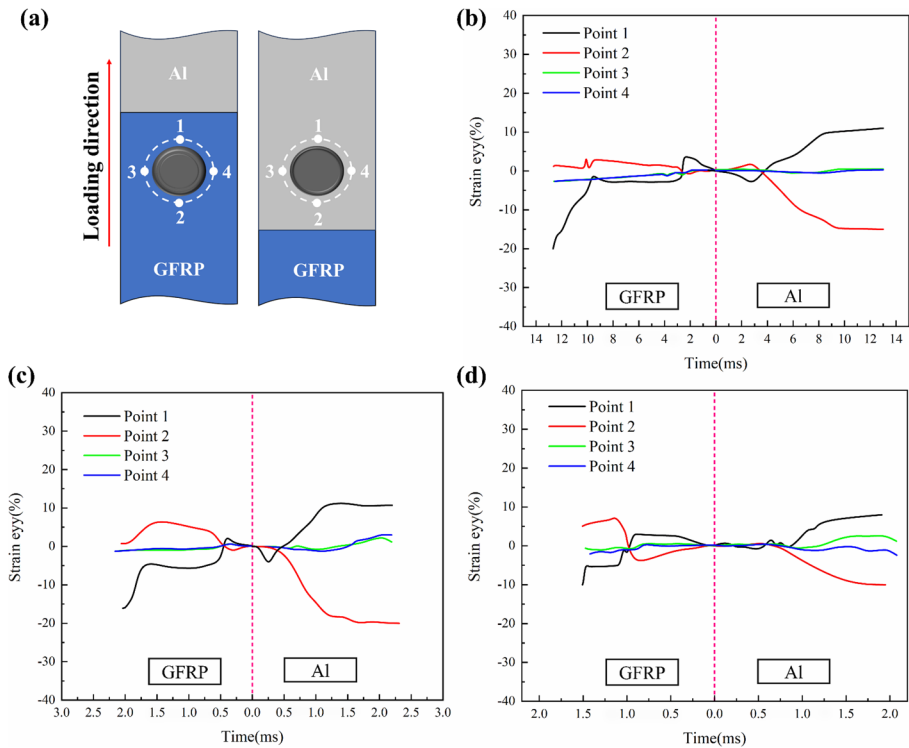 (a)
Al
Loading direction
1
3
4
2
GFRP
1
3
4
2
GFRP
(b)
40
30
20
10
0
-10
-20
-30
-40
Strain eyy(%)
Point 1
Point 2
Point 3
Point 4
GFRP
Al
14 12 10 8 6 4 2 0 2 4 6 8 10 12 14
Time(ms)
(c)
40
30
20
10
0
-10
-20
-30
-40
Strain eyy(%)
Point 1
Point 2
Point 3
Point 4
GFRP
Al
3.0 2.5 2.0 1.5 1.0 0.5 0.0 0.5 1.0 1.5 2.0 2.5 3.0
Time(ms)
(d)
40
30
20
10
0
-10
-20
-30
-40
Strain eyy(%)
Point 1
Point 2
Point 3
Point 4
GFRP
Al
2.0 1.5 1.0 0.5 0.0 0.5 1.0 1.5 2.0
Time(ms)